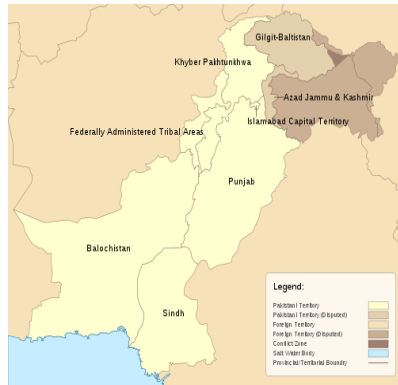 Gilgit-Baltistan
Khyber Pakhtunkhwa
Azad Jammu & Kashmir
Islamabad Capital Territory
Federally Administered Tribal Areas
Punjab
Balochistan
Sindh
Legend:
Pakistani Territory
Pakistani Territory (Disputed)
Foreign Territory
Foreign Territory (Disputed)
Conflict Zone
Salt Water Body
Provincial/Territorial Boundary